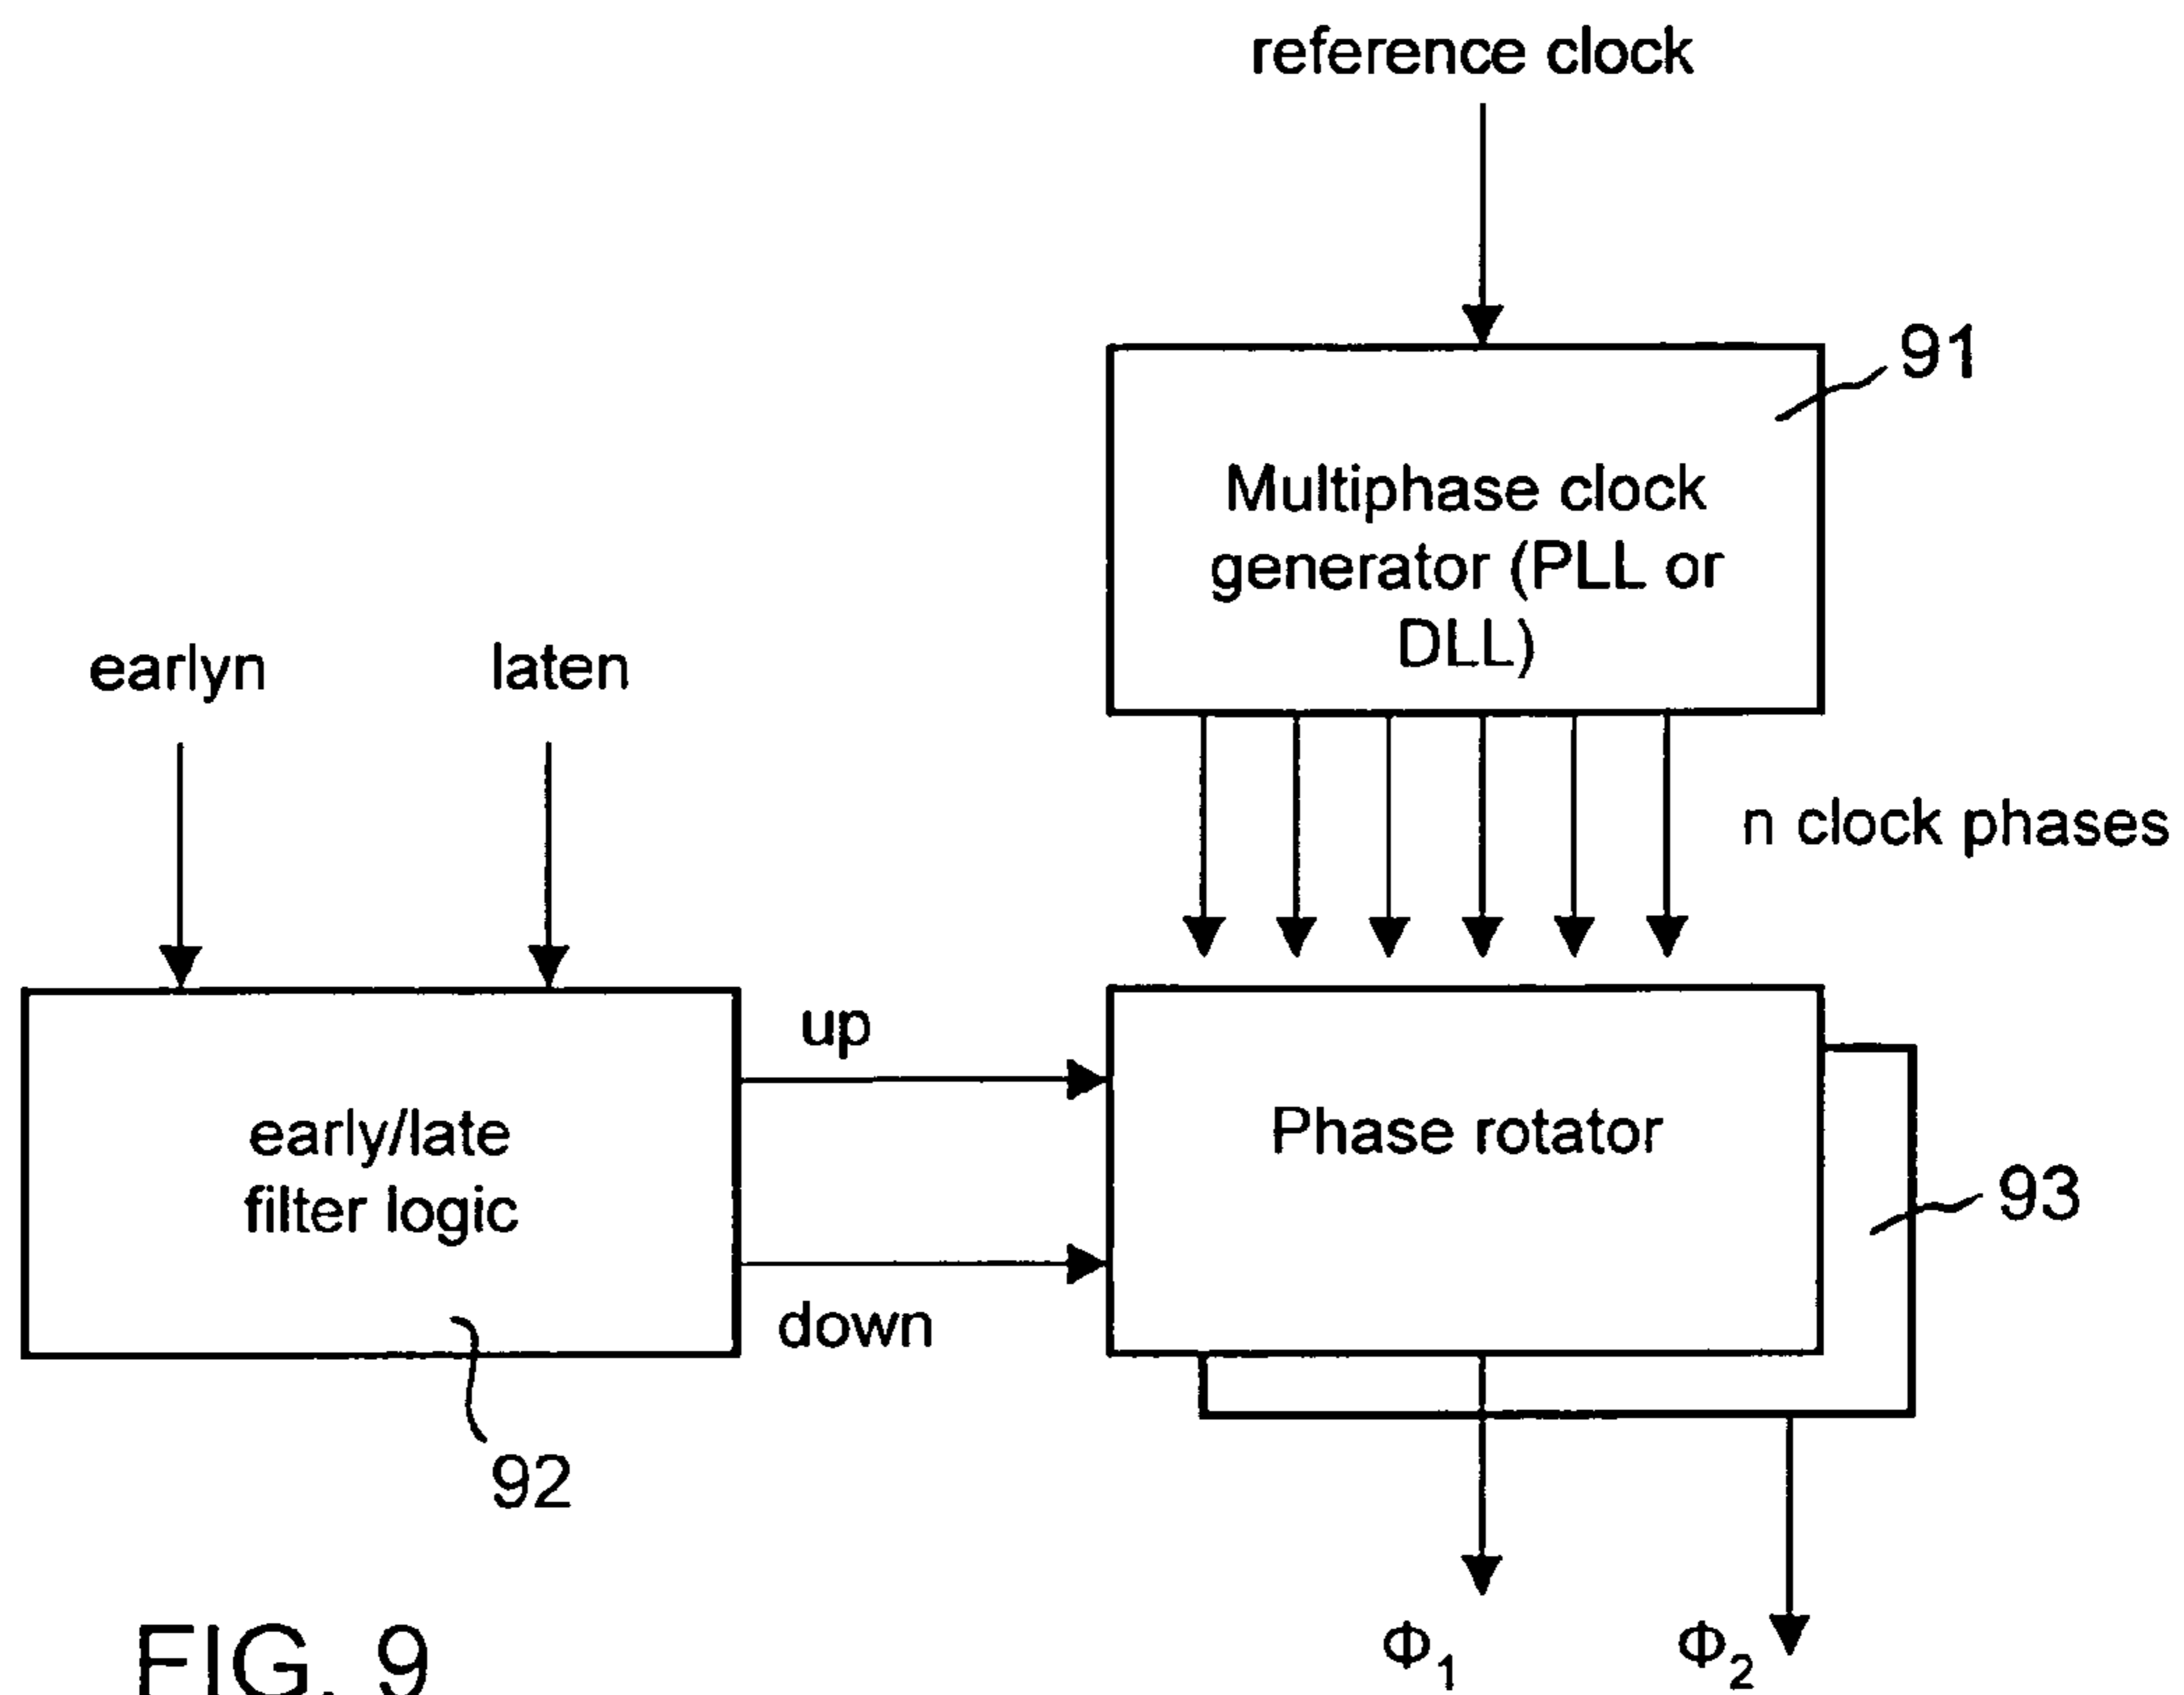 reference clock
91
Multiphase clock
generator (PLL or
DLL)
earlyn
laten
n clock phases
up
early/late
filter logic
Phase rotator
93
down
92
Φ1
Φ2
FIG. 9